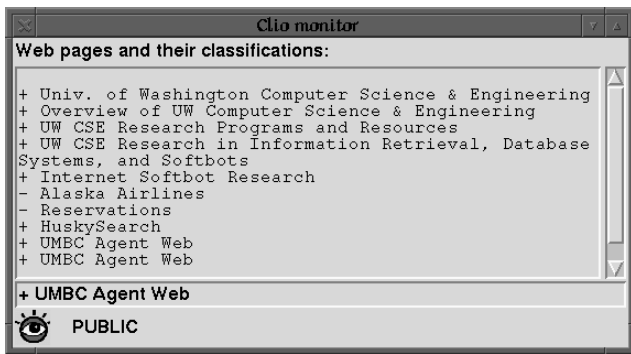 Clio monitor
Web pages and their classifications:
+ Univ. of Washington Computer Science & Engineering
+ Overview of UW Computer Science & Engineering
+ UW CSE Research Programs and Resources
+ UW CSE Research in Information Retrieval, Database
Systems, and Softbots
+ Internet Softbot Research
- Alaska Airlines
- Reservations
+ HuskySearch
+ UMBC Agent Web
+ UMBC Agent Web
+ UMBC Agent Web
PUBLIC